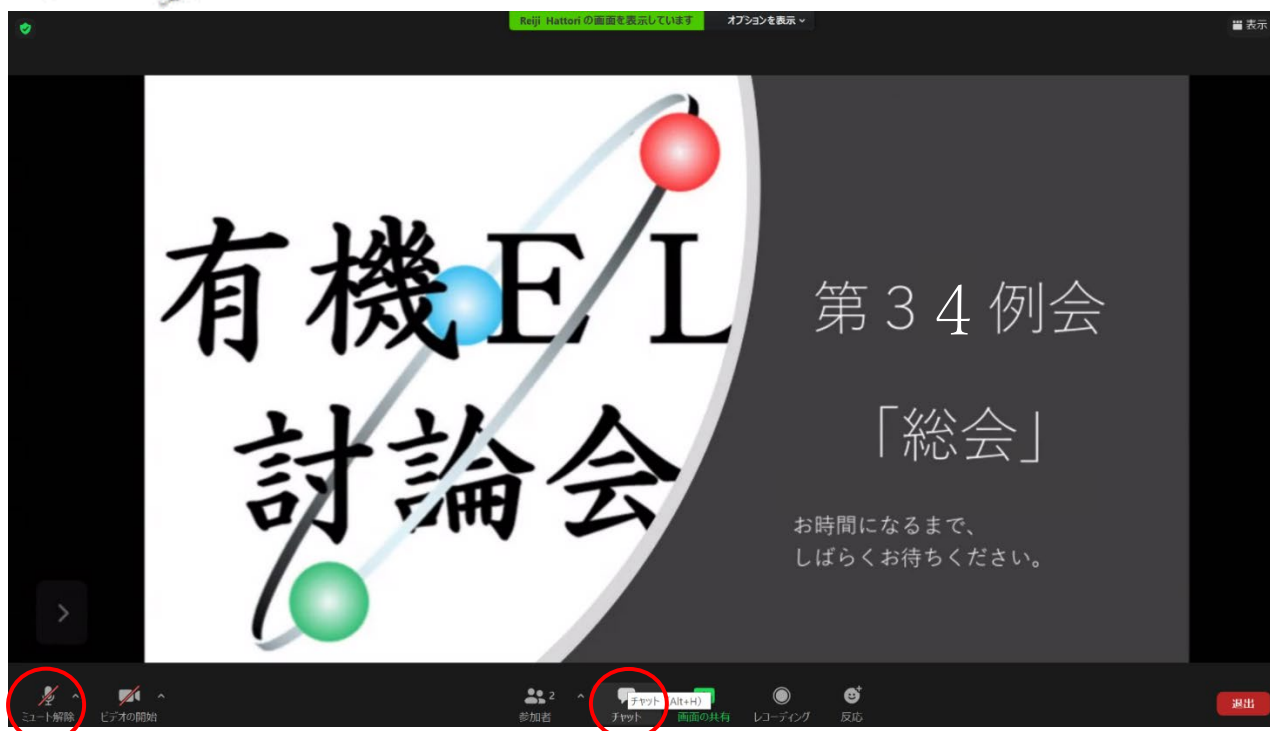 Reiji Hattori の画面を表示しています オプションを表示
表示
有機EL
討論会
第３４例会
「総会」
お時間になるまで、
しばらくお待ちください。
ミュート解除
ビデオの開始
2
参加者
チャット
チャット (Alt+H)
画面の共有
レコーディング
反応
退出